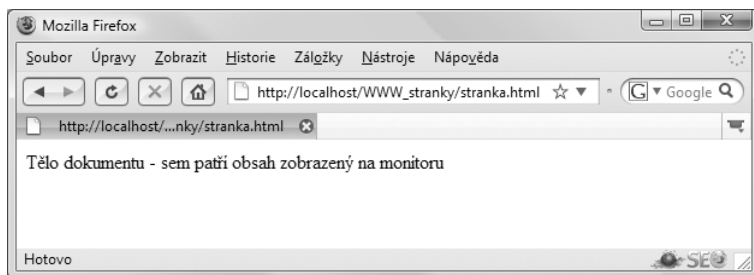 Mozilla Firefox
Soubor Úpravy Zobrazit Historie Záložky Nástroje Nápověda
http://localhost/WWW_stranky/stranka.html G Google
http://localhost/...nky/stranka.html
Tělo dokumentu - sem patří obsah zobrazený na monitoru
Hotovo SEO